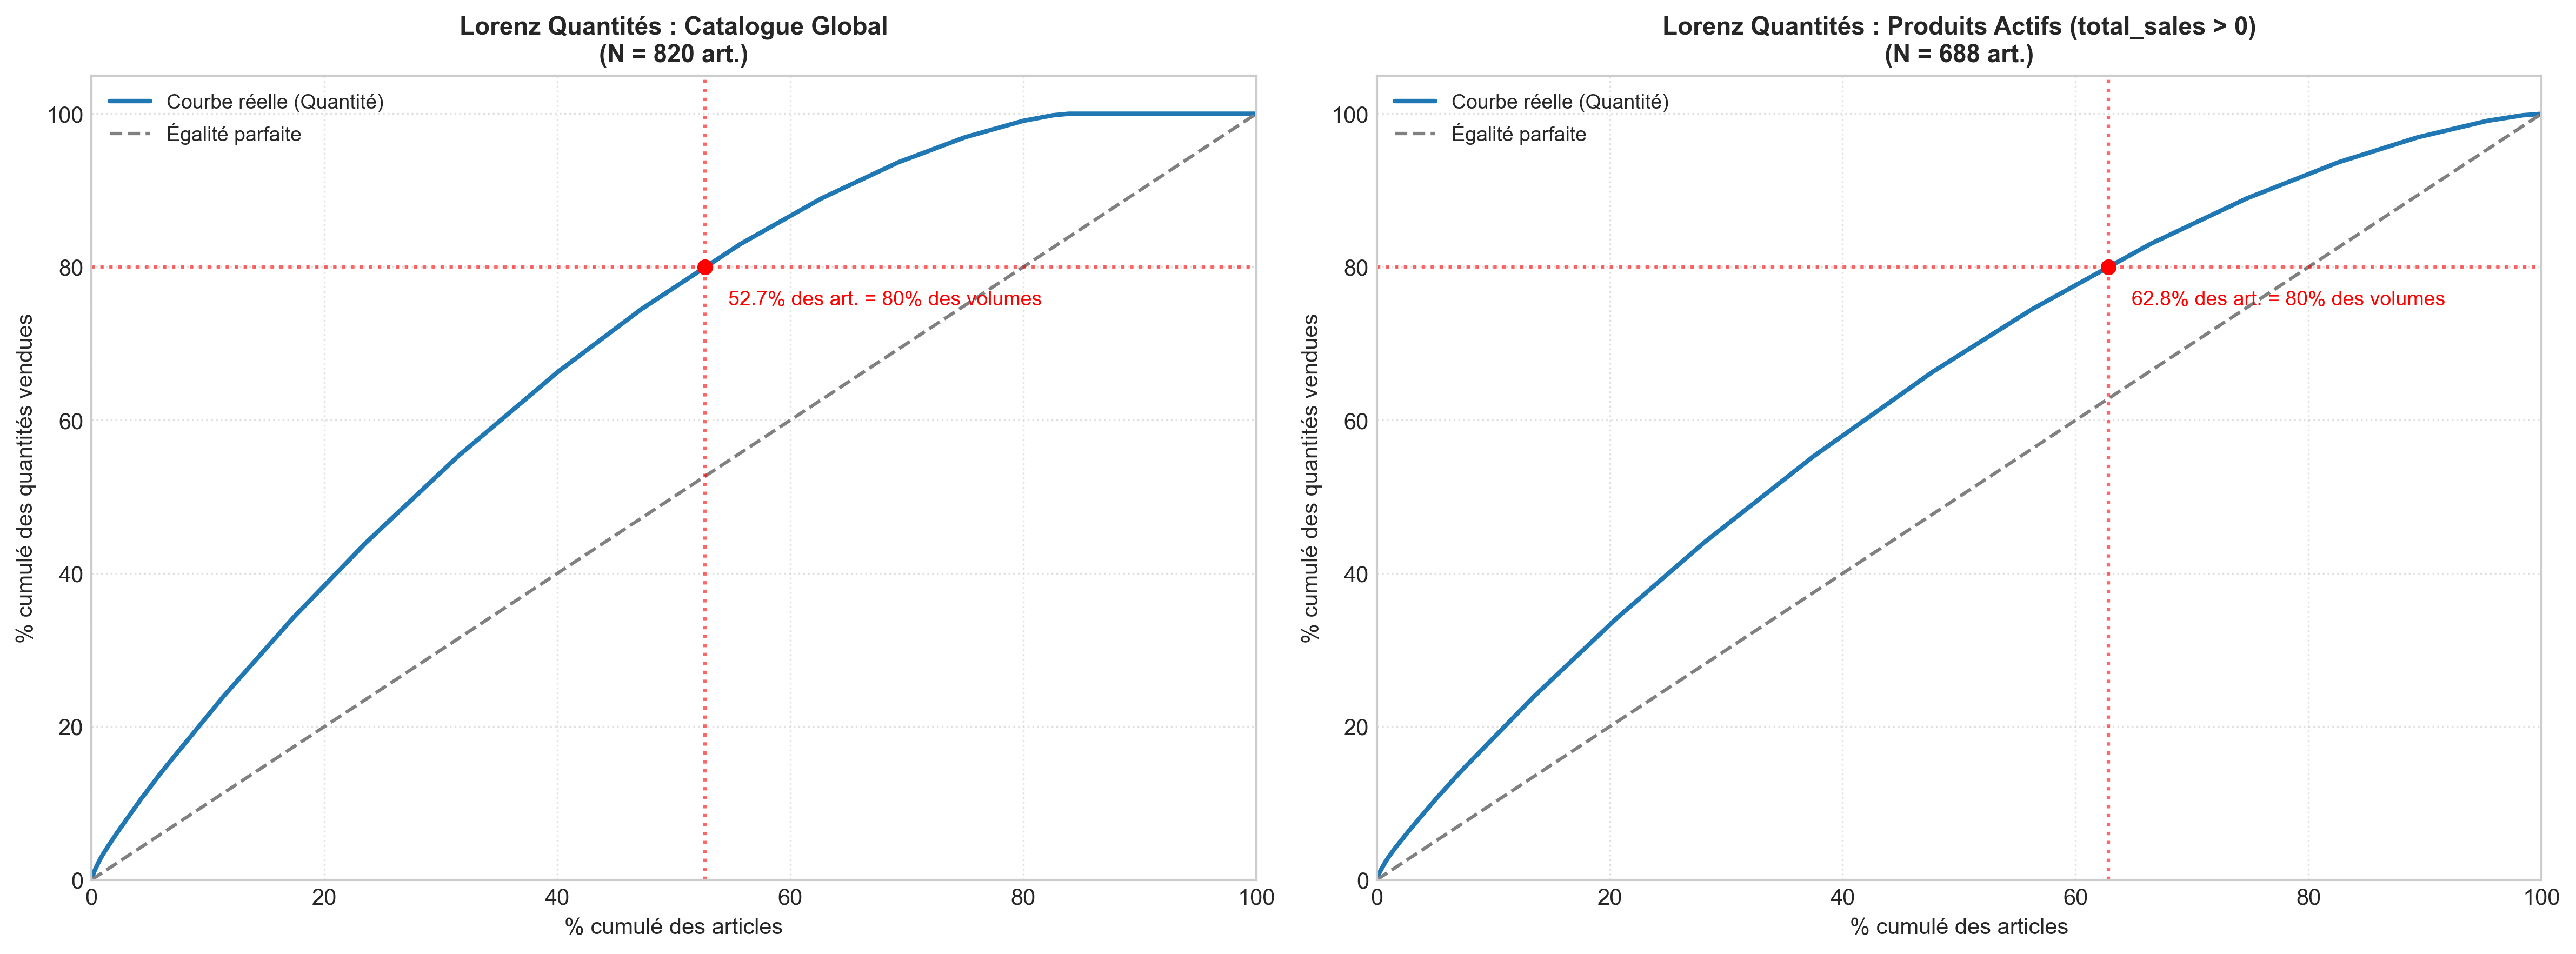 Lorenz Quantités : Catalogue Global
(N = 820 art.)
Courbe réelle (Quantité)
Égalité parfaite
52.7% des art. = 80% des volumes
% cumulé des quantités vendues
100
80
60
40
20
0
0 20 40 60 80 100
% cumulé des articles
Lorenz Quantités : Produits Actifs (total_sales > 0)
(N = 688 art.)
Courbe réelle (Quantité)
Égalité parfaite
62.8% des art. = 80% des volumes
% cumulé des quantités vendues
100
80
60
40
20
0
0 20 40 60 80 100
% cumulé des articles